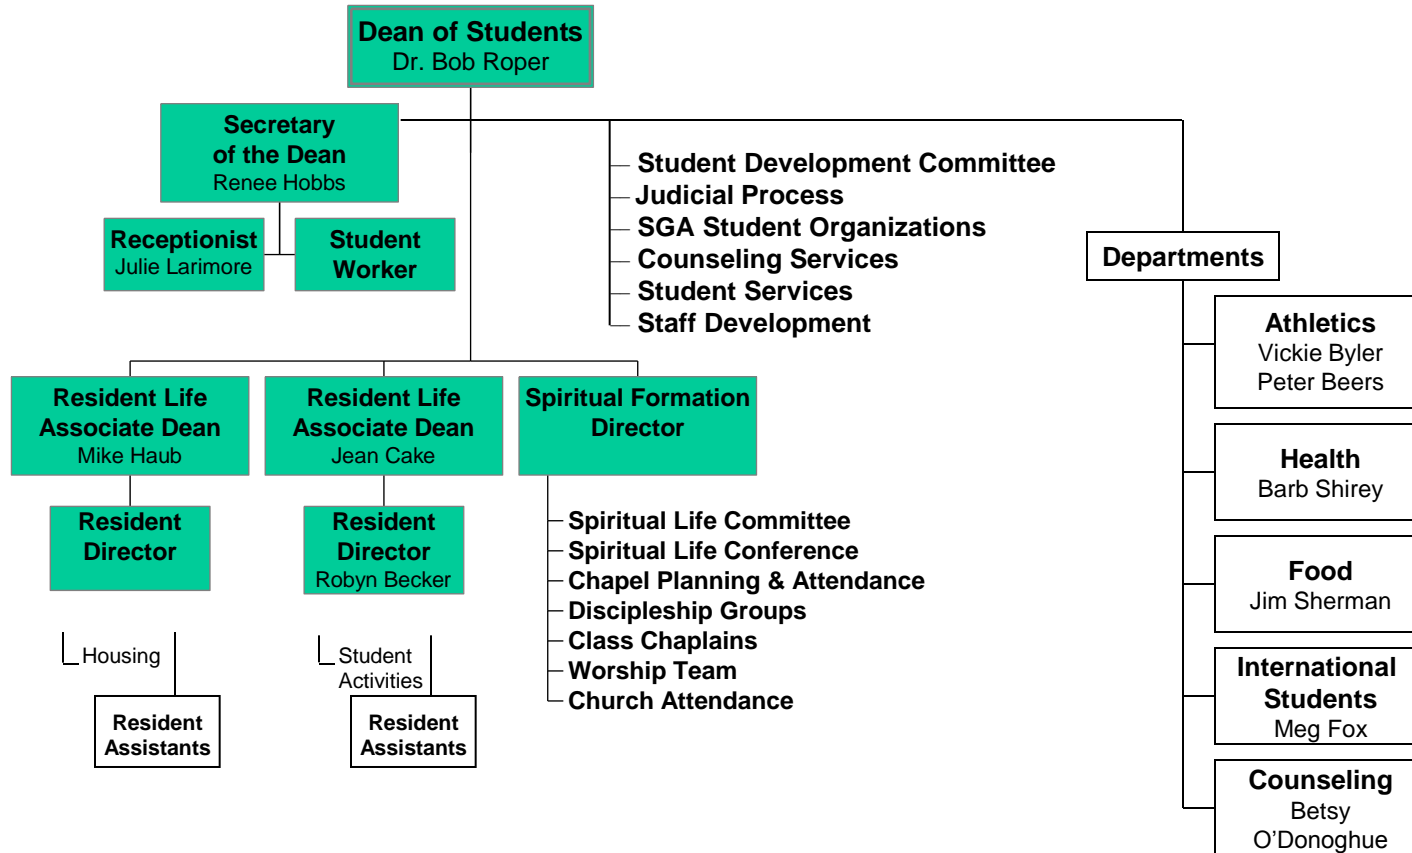 Dean of Students
Dr. Bob Roper
Secretary
of the Dean
Renee Hobbs
Receptionist
Julie Larimore
Student
Worker
Student Development Committee
Judicial Process
SGA Student Organizations
Counseling Services
Student Services
Staff Development
Departments
Athletics
Vickie Byler
Peter Beers
Health
Barb Shirey
Food
Jim Sherman
International
Students
Meg Fox
Counseling
Betsy
O’Donoghue
Resident Life
Associate Dean
Mike Haub
Resident Life
Associate Dean
Jean Cake
Spiritual Formation
Director
Resident
Director
Resident
Director
Robyn Becker
Spiritual Life Committee
Spiritual Life Conference
Chapel Planning & Attendance
Discipleship Groups
Class Chaplains
Worship Team
Church Attendance
Housing
Resident
Assistants
Student
Activities
Resident
Assistants